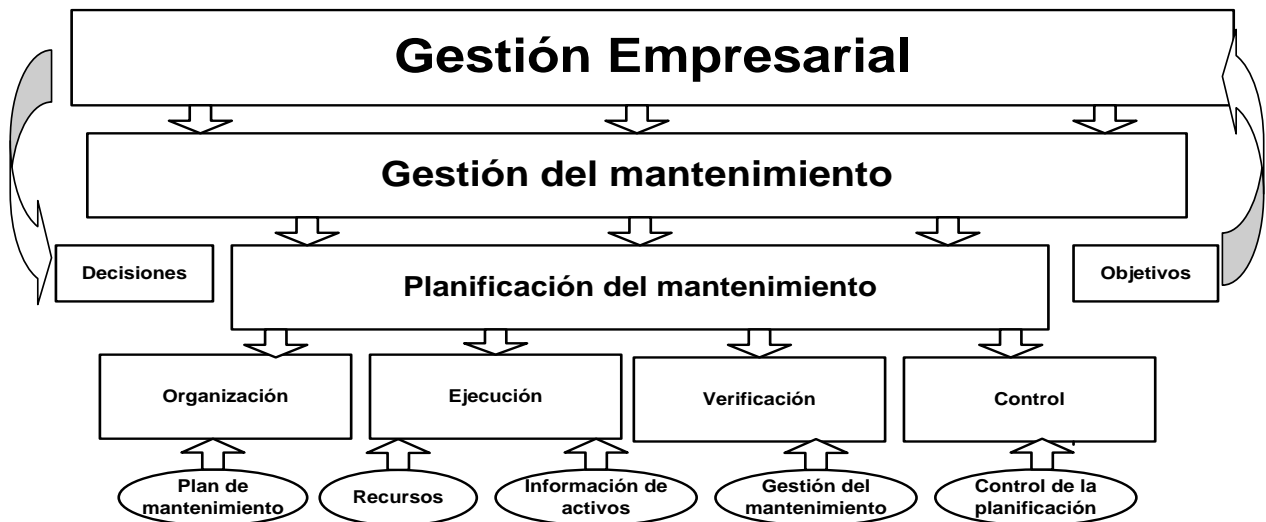 Gestión Empresarial
Gestión del mantenimiento
Decisiones
Planificación del mantenimiento
Objetivos
Organización
Ejecución
Verificación
Control
Plan de
mantenimiento
Recursos
Información de
activos
Gestión del
mantenimiento
Control de la
planificación